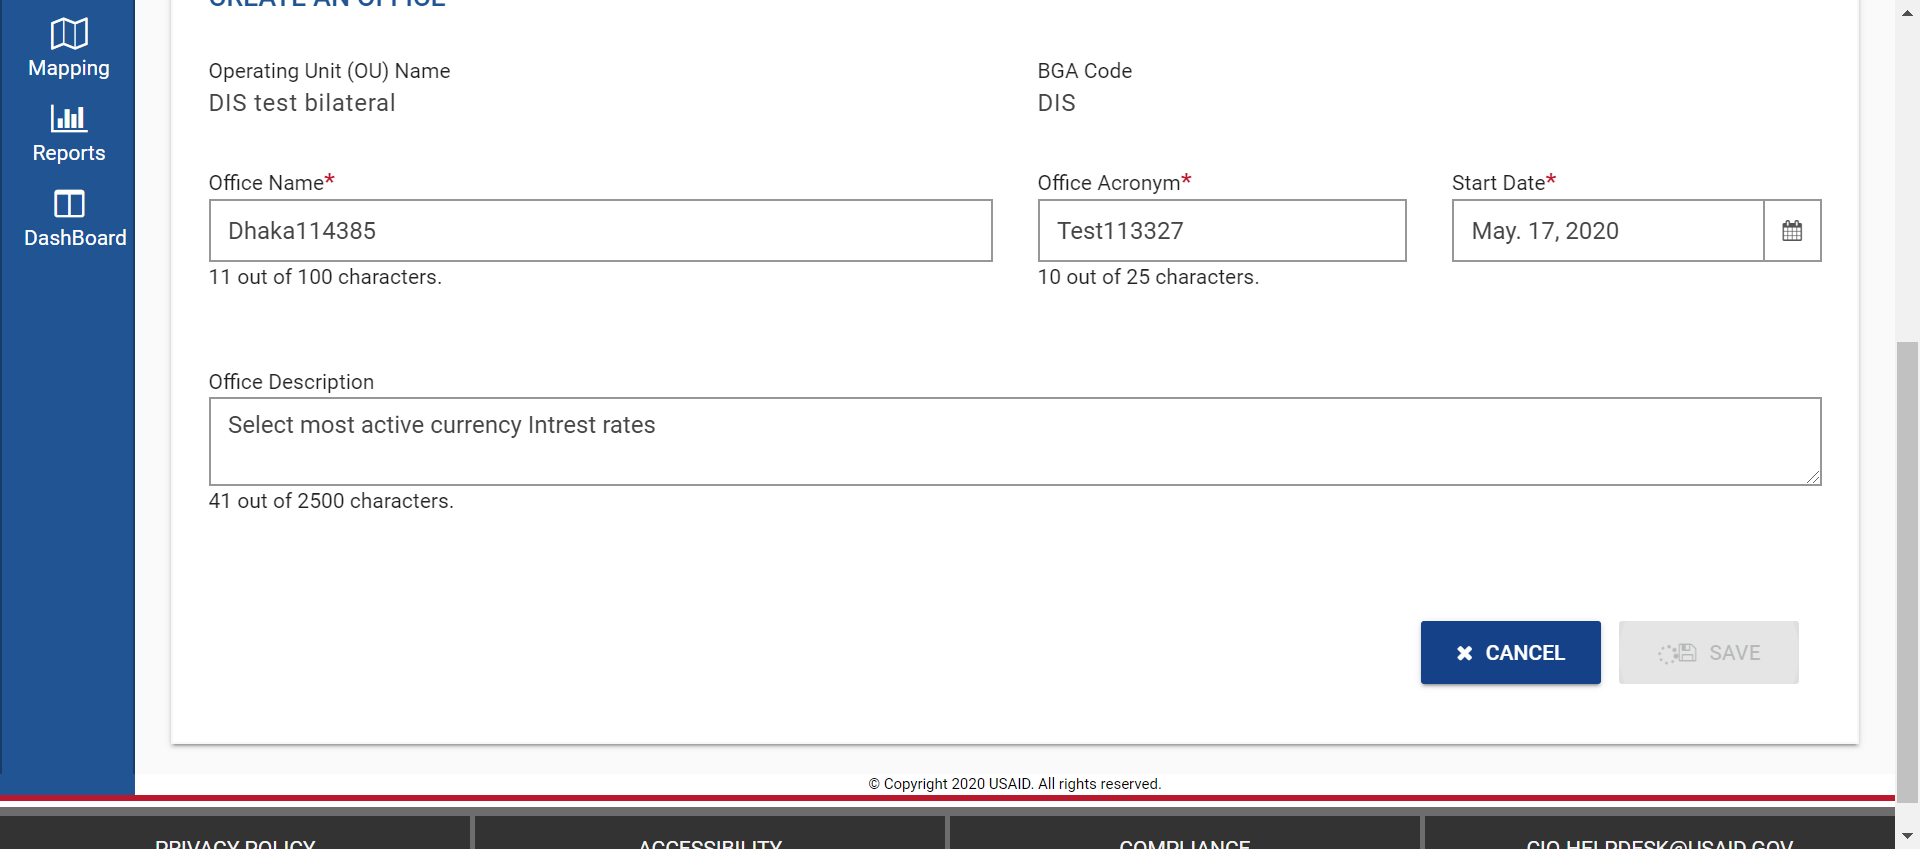 CREATE AN OFFICE
Mapping
Reports
DashBoard
Operating Unit (OU) Name
DIS test bilateral
BGA Code
DIS
Office Name*
Dhaka114385
11 out of 100 characters.
Office Acronym*
Test113327
10 out of 25 characters.
Start Date*
May. 17, 2020
Office Description
Select most active currency Intrest rates
41 out of 2500 characters.
CANCEL
SAVE
© Copyright 2020 USAID. All rights reserved.
PRIVACY POLICY
ACCESSIBILITY
COMPLIANCE
CIO-HELPDESK@USAID.GOV